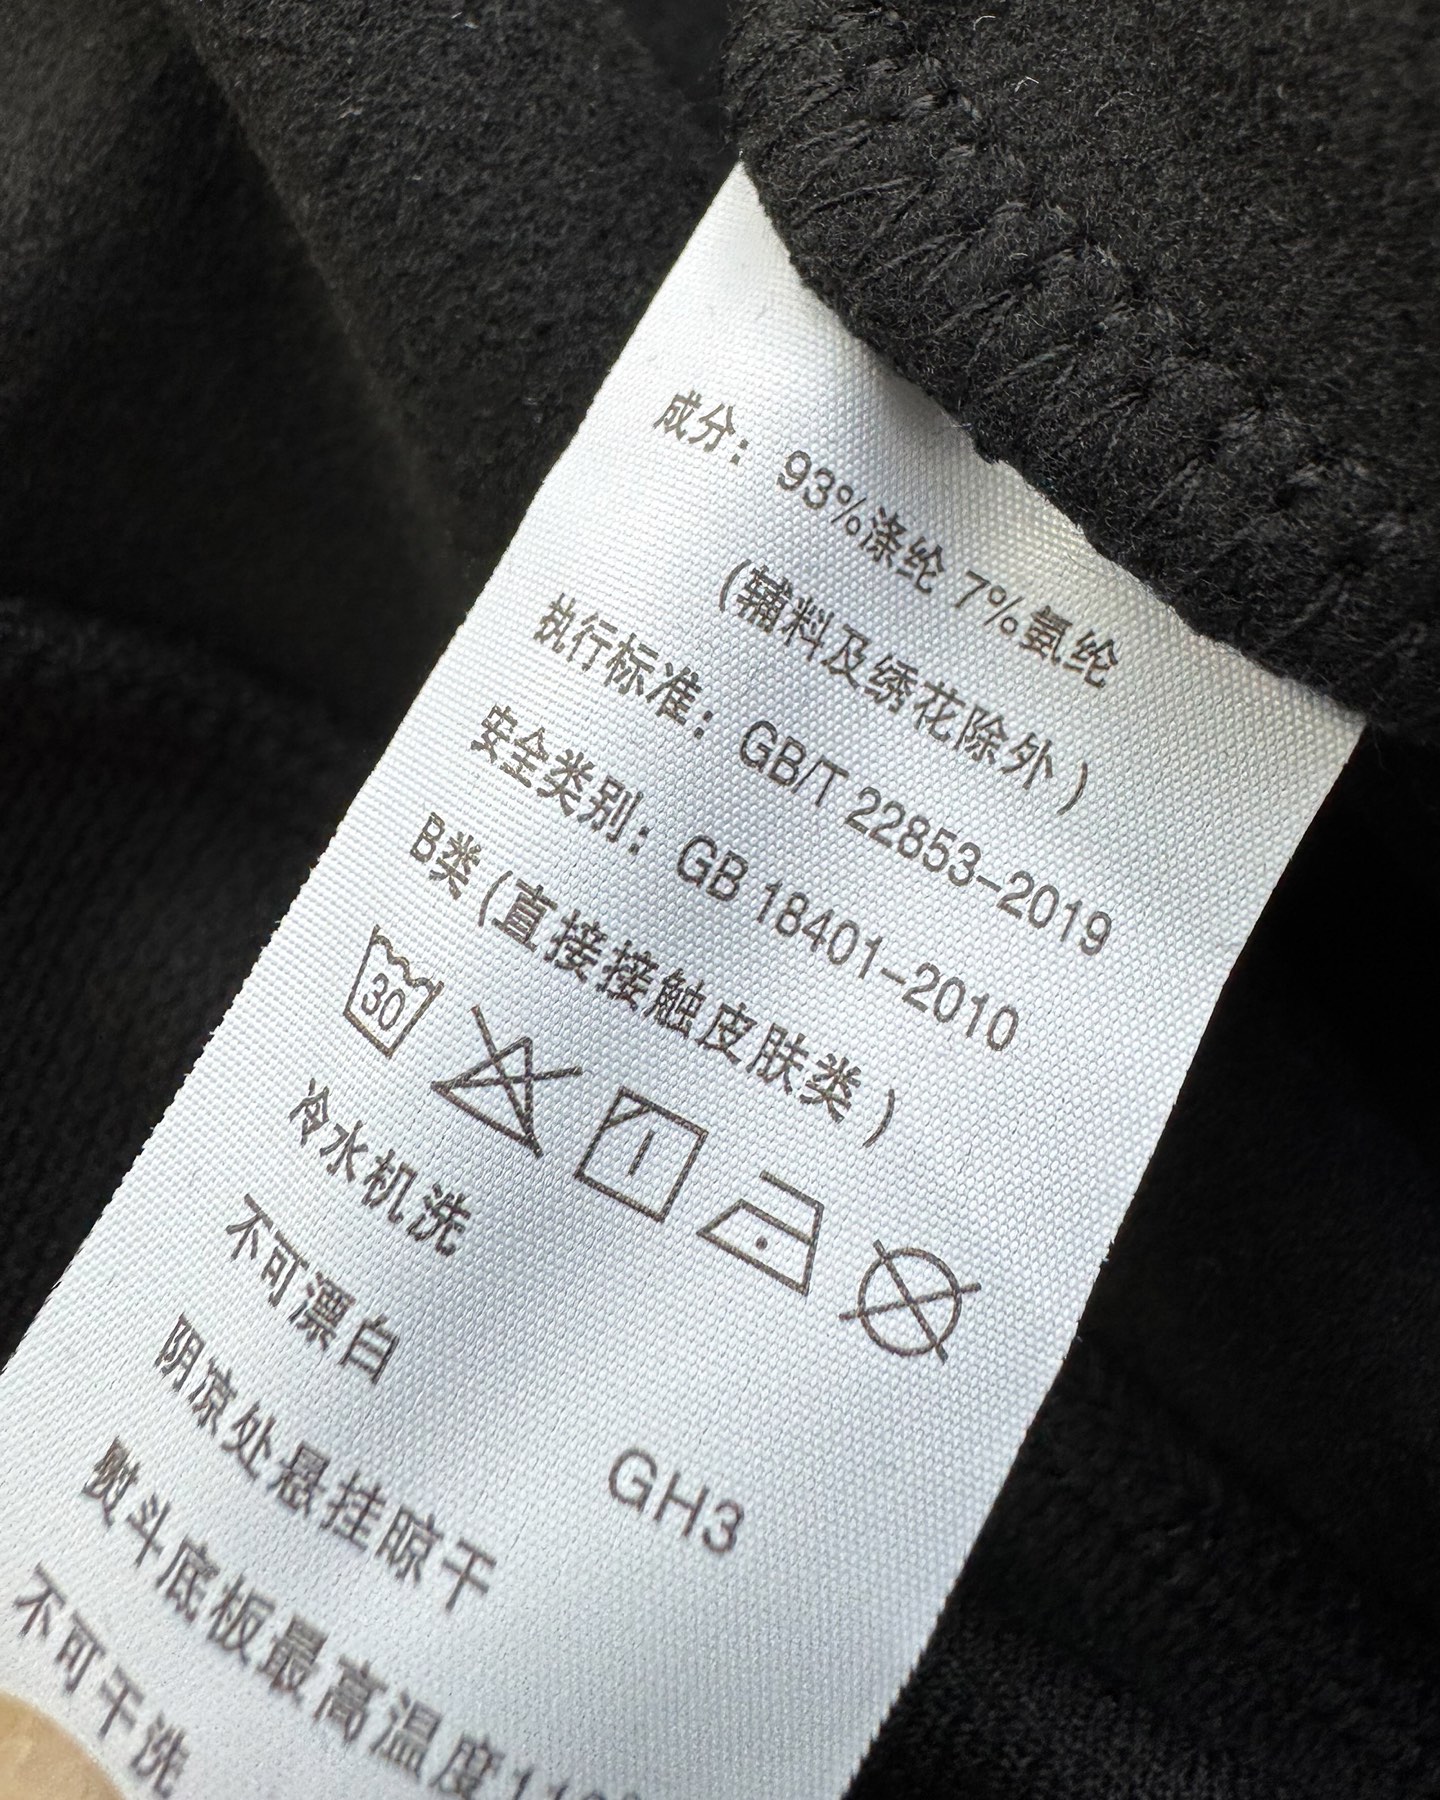 成分：93%涤纶 7%氨纶
(辅料及绣花除外)
执行标准：GB/T 22853-2019
安全类别：GB 18401-2010
B类(直接接触皮肤类)
30
冷水机洗
不可漂白
阴凉处悬挂晾干
GH3
熨斗底板最高温度110
不可干洗